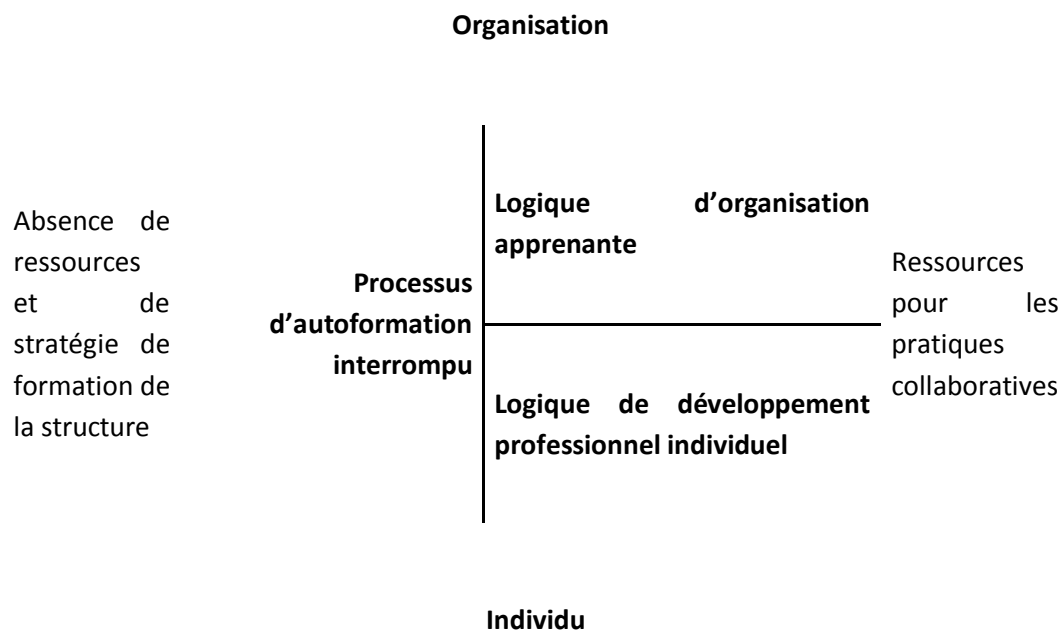 Organisation
Absence de
ressources
et de
stratégie de
formation de
la structure
Processus
d’autoformation
interrompu
Logique d’organisation
apprenante
Logique de développement
professionnel individuel
Ressources
pour les
pratiques
collaboratives
Individu